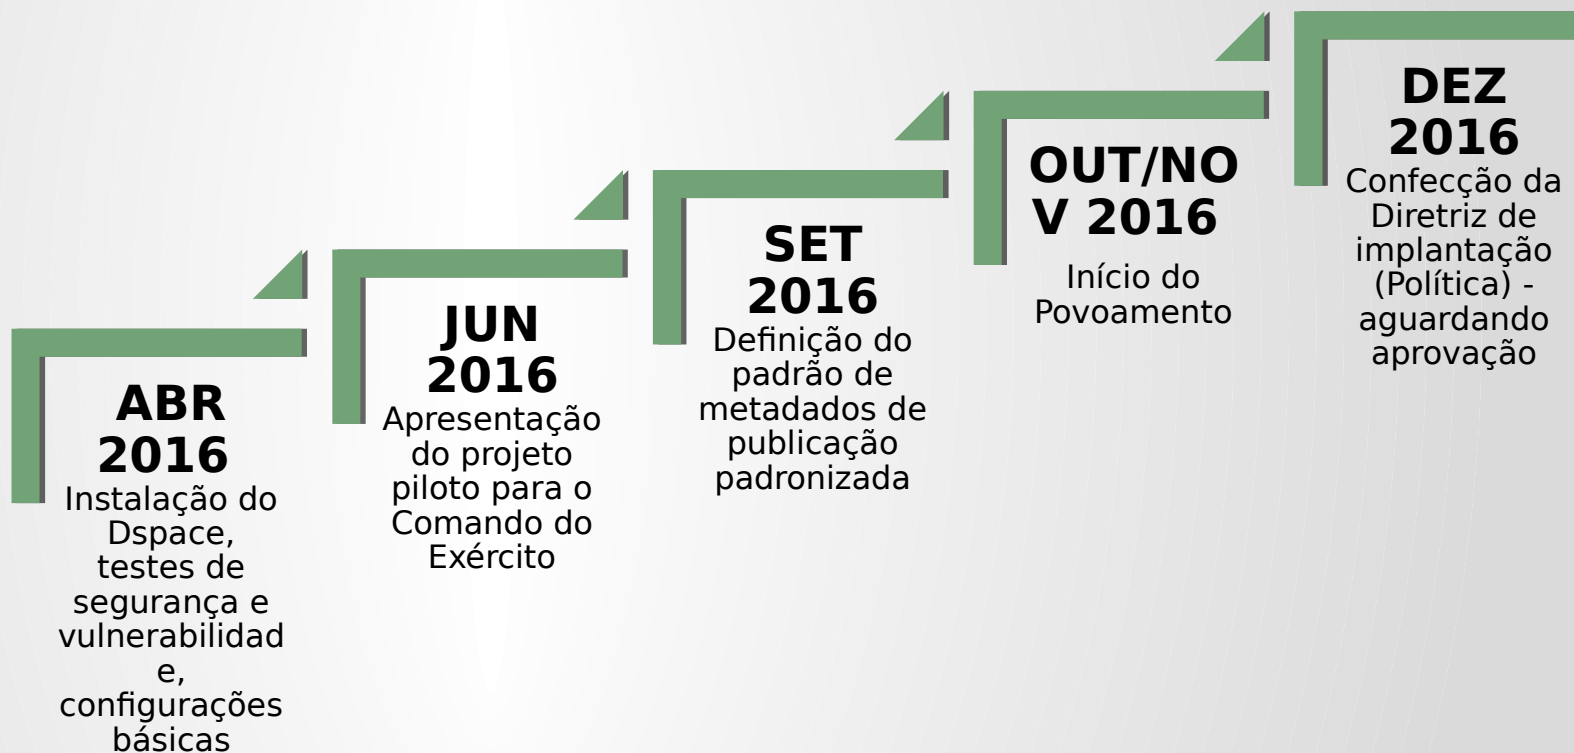 ABR
2016
Instalação do
Dspace,
testes de
segurança e
vulnerabilidad
e,
configurações
básicas
JUN
2016
Apresentação
do projeto
piloto para o
Comando do
Exército
SET
2016
Definição do
padrão de
metadados de
publicação
padronizada
OUT/NO
V 2016
Início do
Povoamento
DEZ
2016
Confecção da
Diretriz de
implantação
(Política) -
aguardando
aprovação